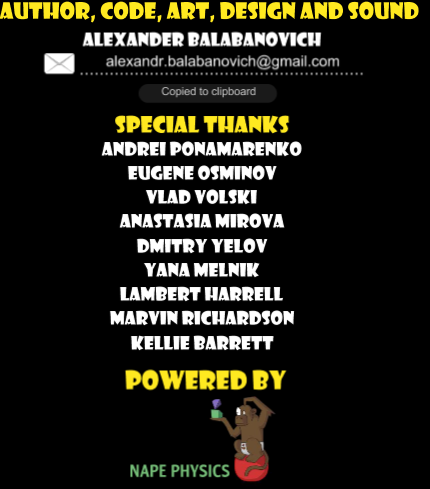 AUTHOR, CODE, ART, DESIGN AND SOUND
ALEXANDER BALABANOVICH
alexandr.balabanovich@gmail.com
Copied to clipboard
SPECIAL THANKS
ANDREI PONAMARENKO
EUGENE OSMINOV
VLAD VOLSKI
ANASTASIA MIROVA
DMITRY YELOV
YANA MELNIK
LAMBERT HARRELL
MARVIN RICHARDSON
KELLIE BARRETT
POWERED BY
NAPE PHYSICS